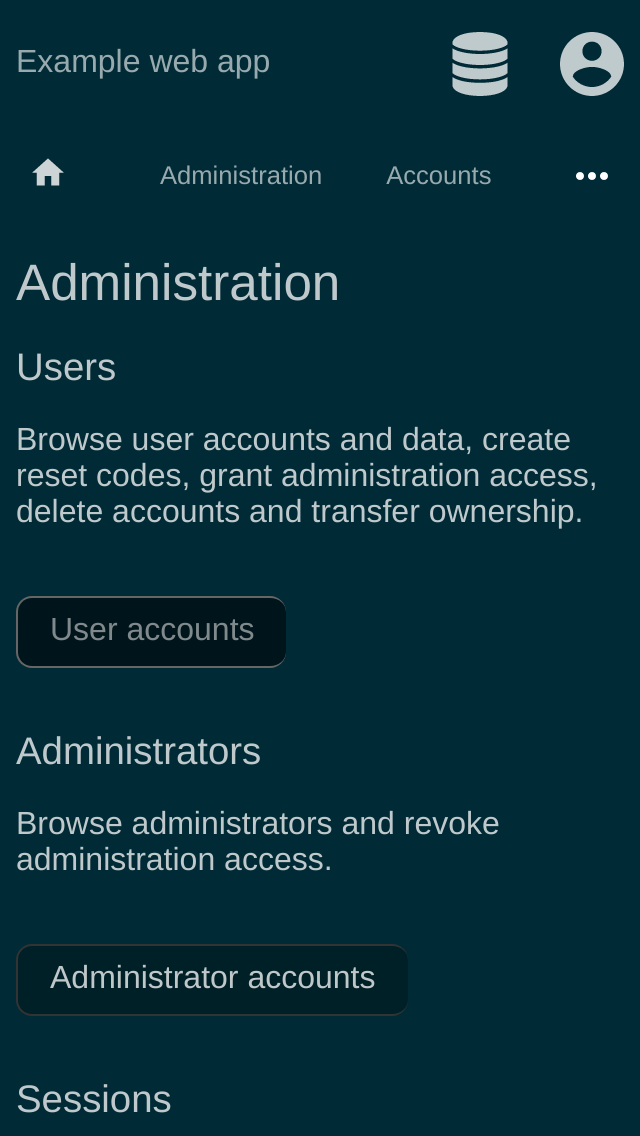 Example web app
Administration
Accounts
Administration
Users
Browse user accounts and data, create
reset codes, grant administration access,
delete accounts and transfer ownership.
User accounts
Administrators
Browse administrators and revoke
administration access.
Administrator accounts
Sessions